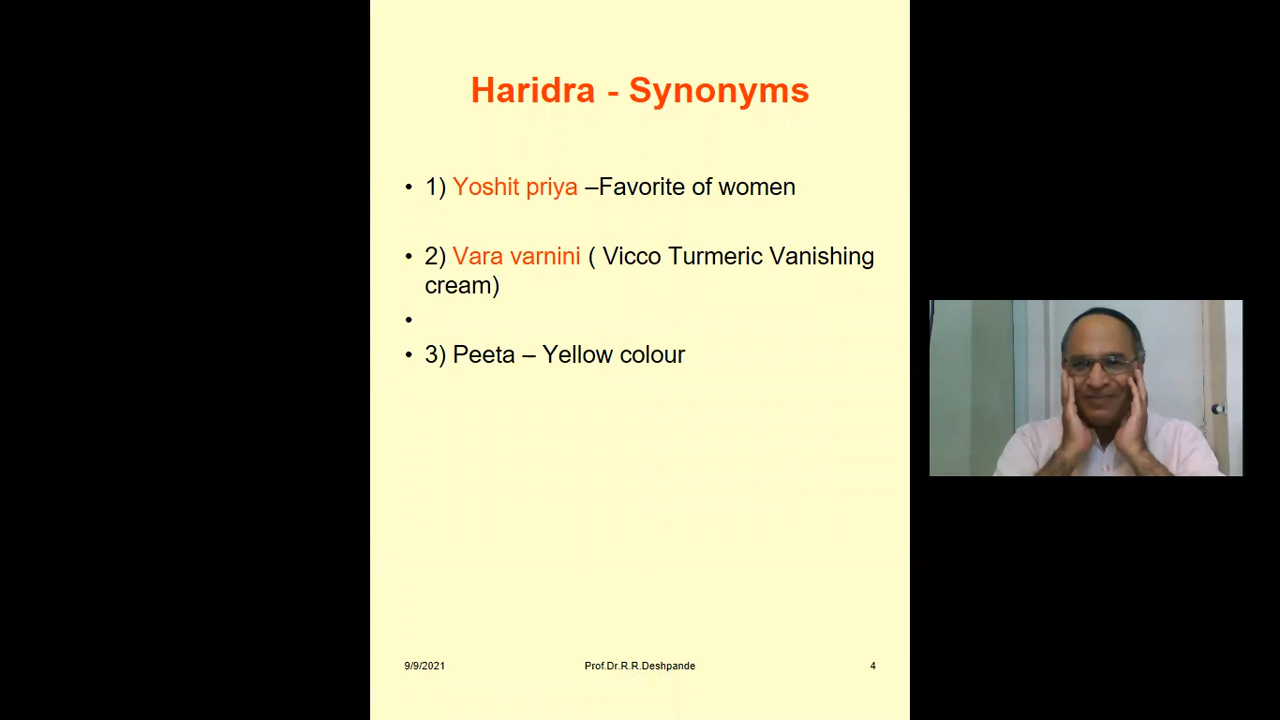 Haridra - Synonyms
• 1) Yoshit priya –Favorite of women
• 2) Vara varnini ( Vicco Turmeric Vanishing
cream)
•
• 3) Peeta – Yellow colour
9/9/2021 Prof.Dr.R.R.Deshpande 4